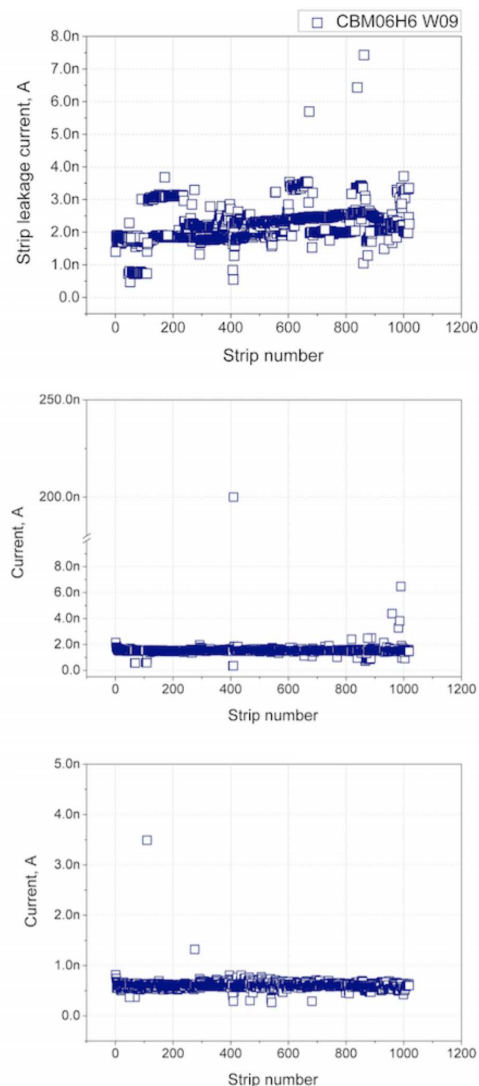 CBM06H6 W09
8.0n
7.0n
6.0n
5.0n
4.0n
3.0n
2.0n
1.0n
0.0
Strip leakage current, A
0 200 400 600 800 1000 1200
Strip number
250.0n
200.0n
8.0n
6.0n
4.0n
2.0n
0.0
Current, A
0 200 400 600 800 1000 1200
Strip number
5.0n
4.0n
3.0n
2.0n
1.0n
0.0
Current, A
0 200 400 600 800 1000 1200
Strip number